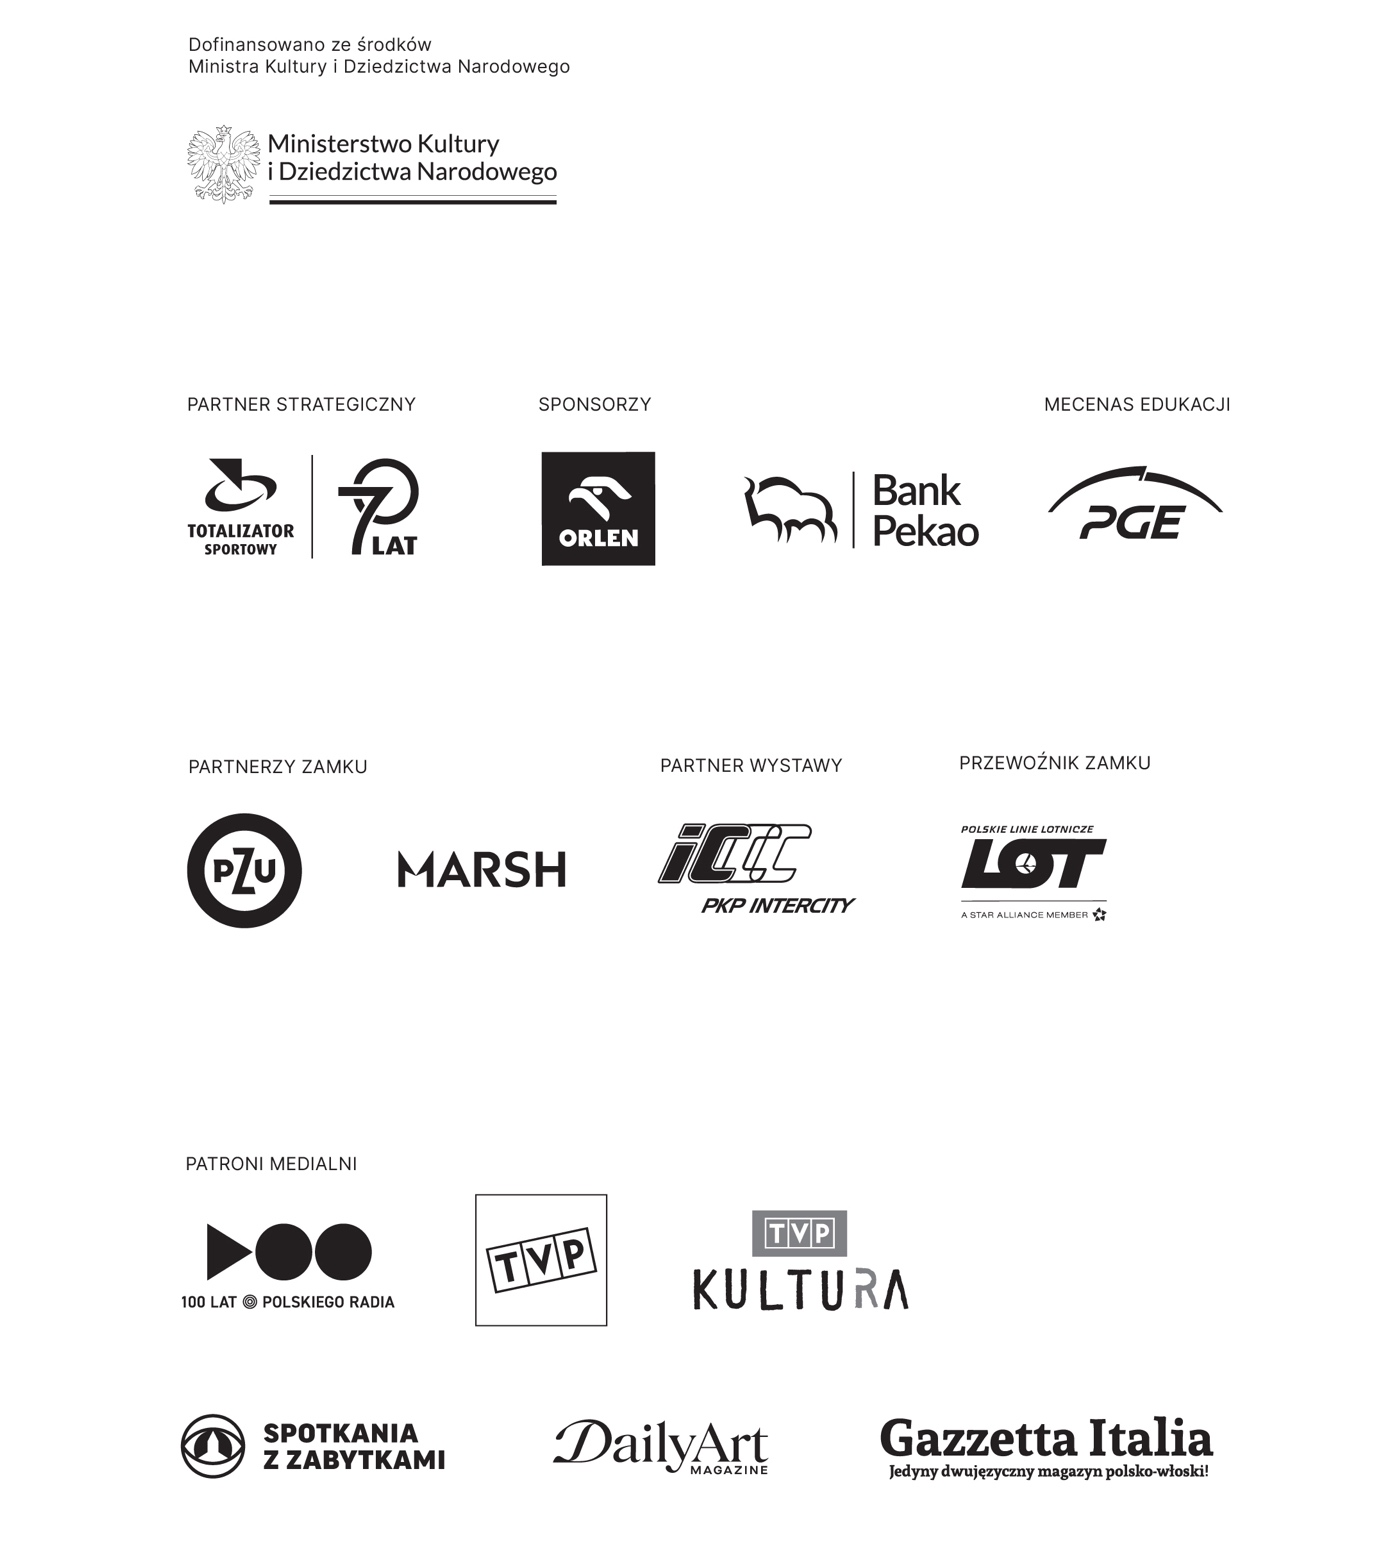 Dofinansowano ze środków
Ministra Kultury i Dziedzictwa Narodowego
Ministerstwo Kultury
i Dziedzictwa Narodowego
PARTNER STRATEGICZNY
TOTALIZATOR
SPORTOWY
70
LAT
SPONSORZY
ORLEN
Bank
Pekao
MECENAS EDUKACJI
PGE
PARTNERZY ZAMKU
PZU
MARSH
PARTNER WYSTAWY
iCCC
PKP INTERCITY
PRZEWOŹNIK ZAMKU
POLSKIE LINIE LOTNICZE
LOT
A STAR ALLIANCE MEMBER
PATRONI MEDIALNI
100 LAT POLSKIEGO RADIA
TVP
TVP
KULTURA
SPOTKANIA
Z ZABYTKAMI
DailyArt
MAGAZINE
Gazzetta Italia
Jedyny dwujęzyczny magazyn polsko-włoski!